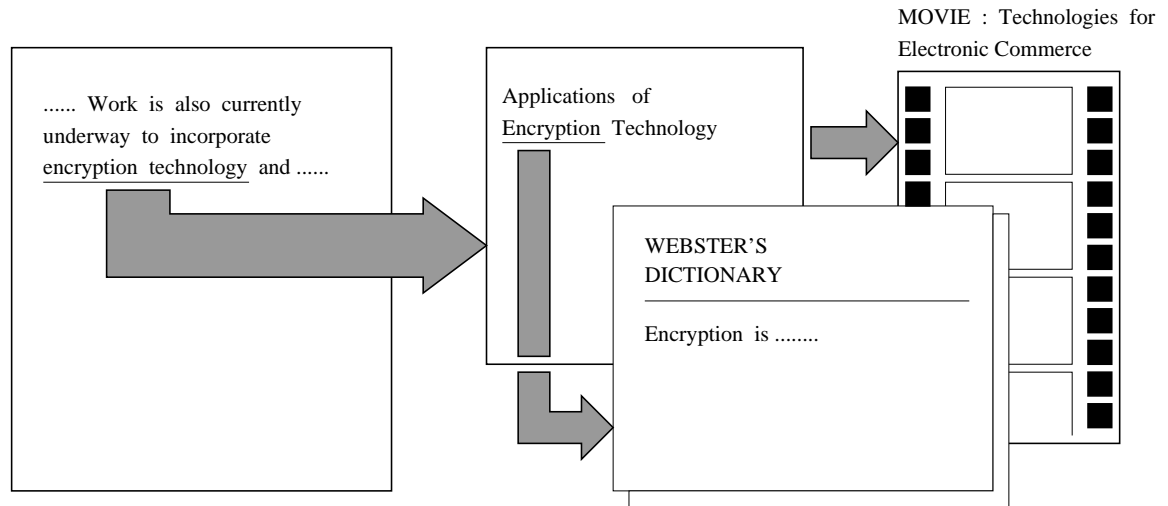 ...... Work is also currently
underway to incorporate
encryption technology and ......
Applications of
Encryption Technology
MOVIE : Technologies for
Electronic Commerce
WEBSTER'S
DICTIONARY
Encryption is ........